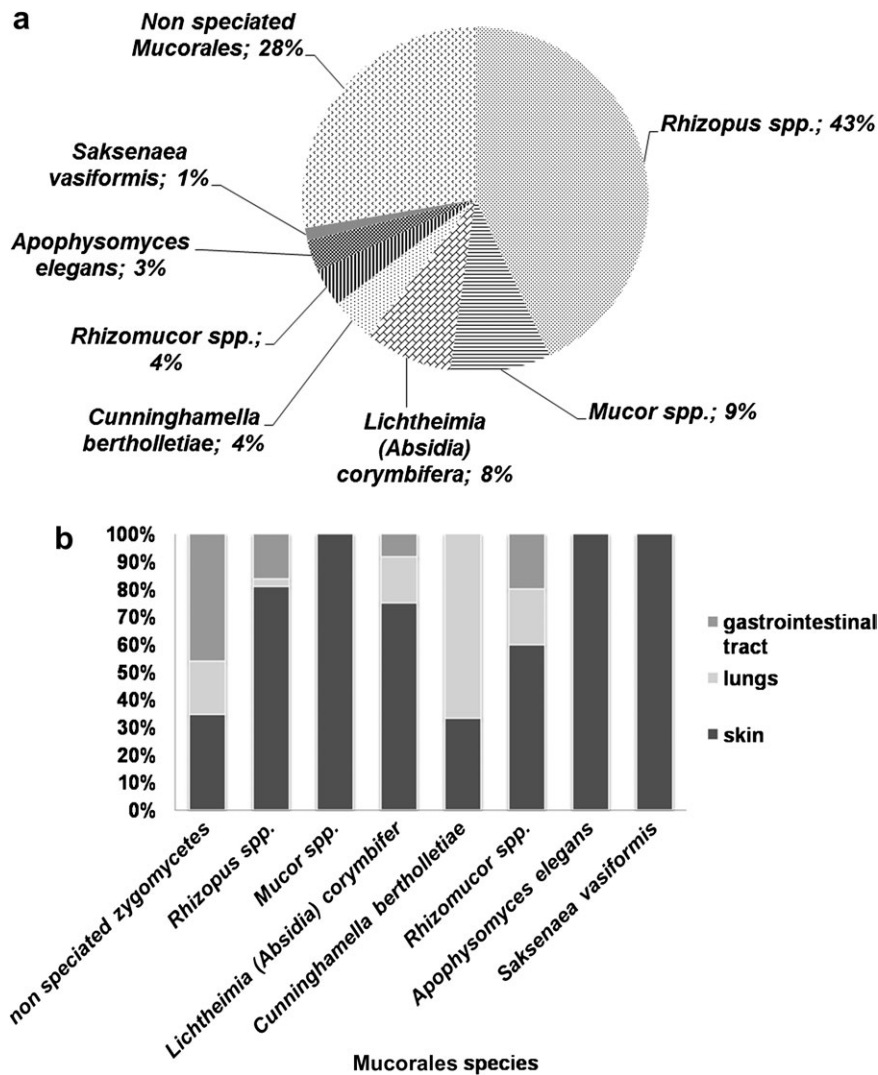 a
Non speciated
Mucorales; 28%
Rhizopus spp.; 43%
Saksenaea
vasiformis; 1%
Apophysomyces
elegans; 3%
Rhizomucor spp.;
4%
Cunninghamella
bertholletiae; 4%
Lichtheimia
(Absidia)
corymbifera; 8%
Mucor spp.; 9%
b
100%
90%
80%
70%
60%
50%
40%
30%
20%
10%
0%
gastrointestinal
tract
lungs
skin
non speciated zygomycetes
Rhizopus spp.
Mucor spp.
Lichtheimia (Absidia) corymbifer
Cunninghamella bertholletiae
Rhizomucor spp.
Apophysomyces elegans
Saksenaea vasiformis
Mucorales species